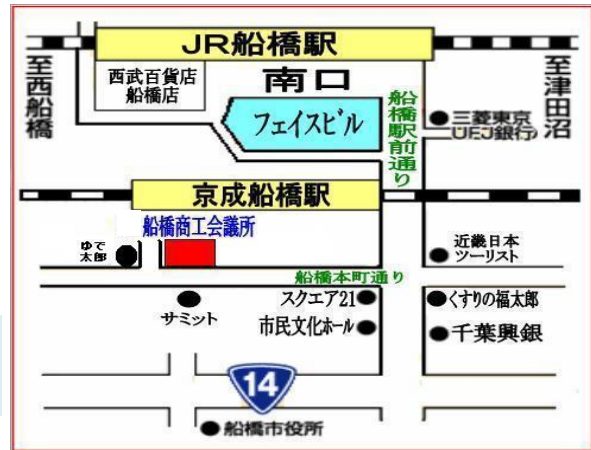 JR船橋駅
西武百貨店
船橋店
南口
至西船橋
至津田沼
フェイスビル
船橋駅前通り
三菱東京
UFJ銀行
京成船橋駅
船橋商工会議所
ゆで
太郎
近畿日本
ツーリスト
船橋本町通り
サミット
スクエア21
くすりの福太郎
市民文化ホール
千葉興銀
14
船橋市役所